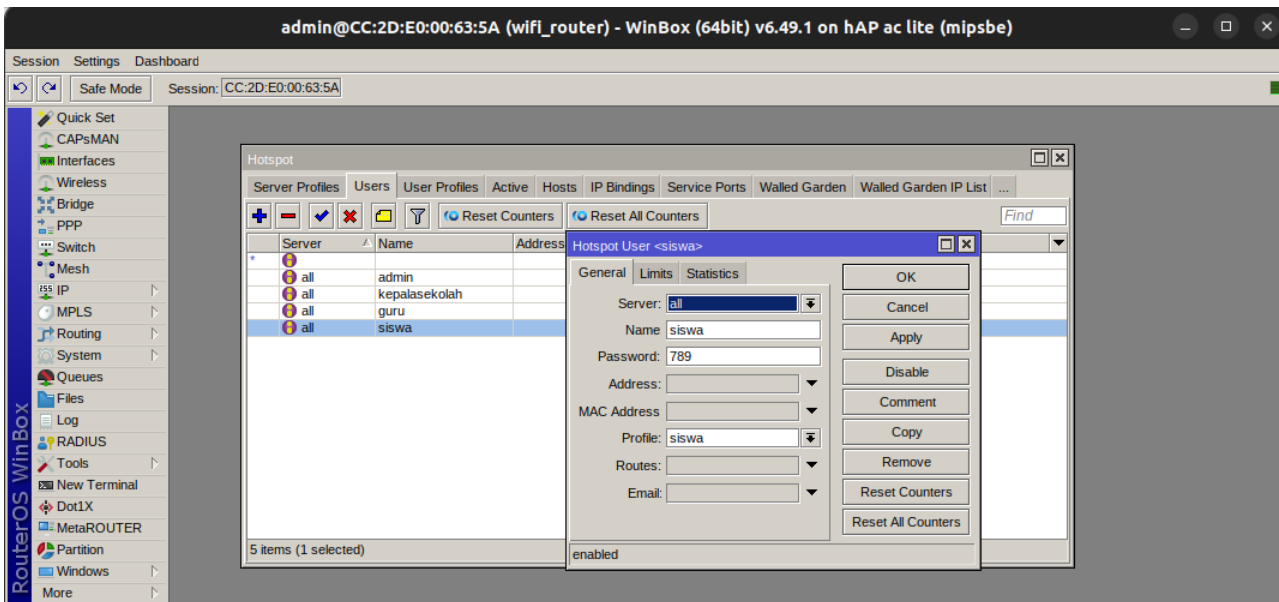 admin@CC:2D:E0:00:63:5A (wifi_router) - WinBox (64bit) v6.49.1 on hAP ac lite (mipsbe)
Session Settings Dashboard
Safe Mode Session: CC:2D:E0:00:63:5A
RouterOS WinBox
Quick Set
CAPsMAN
Interfaces
Wireless
Bridge
PPP
Switch
Mesh
IP
MPLS
Routing
System
Queues
Files
Log
RADIUS
Tools
New Terminal
Dot1X
MetaROUTER
Partition
Windows
More
Hotspot
Server Profiles Users User Profiles Active Hosts IP Bindings Service Ports Walled Garden Walled Garden IP List ...
Reset Counters Reset All Counters Find
Server Name Address
*
all admin
all kepalasekolah
all guru
all siswa
5 items (1 selected)
Hotspot User <siswa>
General Limits Statistics
Server: all
Name siswa
Password: 789
Address:
MAC Address
Profile: siswa
Routes:
Email:
OK
Cancel
Apply
Disable
Comment
Copy
Remove
Reset Counters
Reset All Counters
enabled